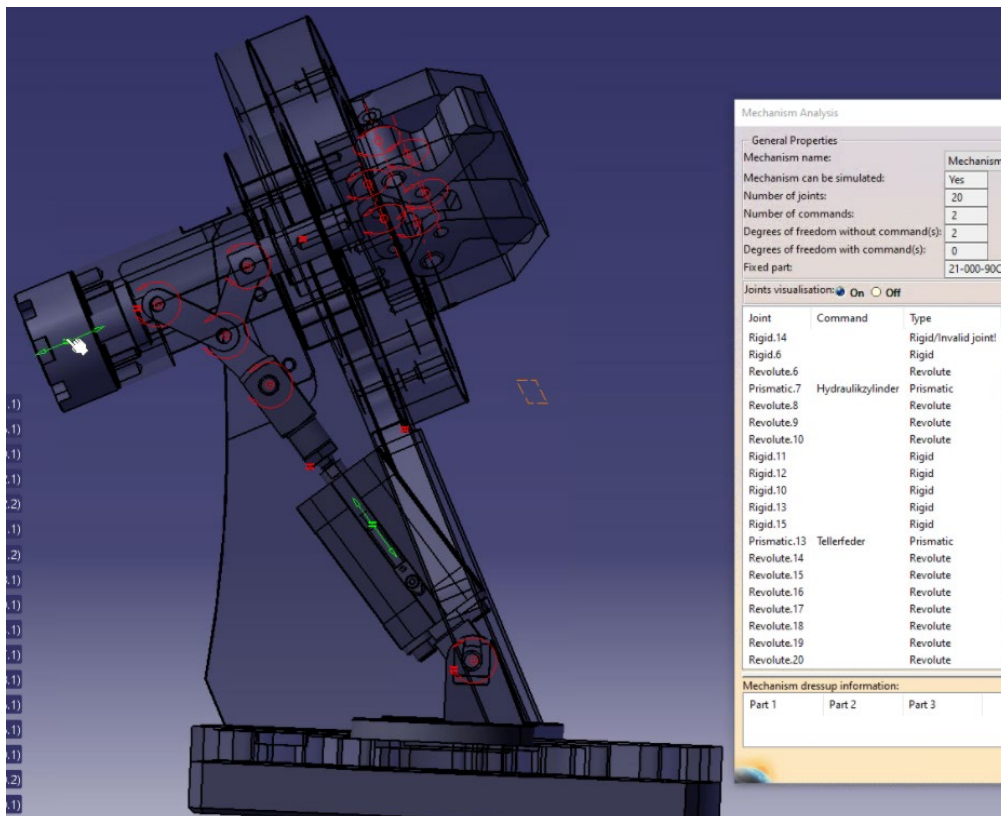 Mechanism Analysis
General Properties
Mechanism name: Mechanism
Mechanism can be simulated: Yes
Number of joints: 20
Number of commands: 2
Degrees of freedom without command(s): 2
Degrees of freedom with command(s): 0
Fixed part: 21-000-90
Joints visualisation: On Off
Joint Command Type
Rigid.14 Rigid/Invalid joint!
Rigid.6 Rigid
Revolute.6 Revolute
Prismatic.7 Hydraulikzylinder Prismatic
Revolute.8 Revolute
Revolute.9 Revolute
Revolute.10 Revolute
Rigid.11 Rigid
Rigid.12 Rigid
Rigid.10 Rigid
Rigid.13 Rigid
Rigid.15 Rigid
Prismatic.13 Tellerfeder Prismatic
Revolute.14 Revolute
Revolute.15 Revolute
Revolute.16 Revolute
Revolute.17 Revolute
Revolute.18 Revolute
Revolute.19 Revolute
Revolute.20 Revolute
Mechanism dressup information:
Part 1 Part 2 Part 3